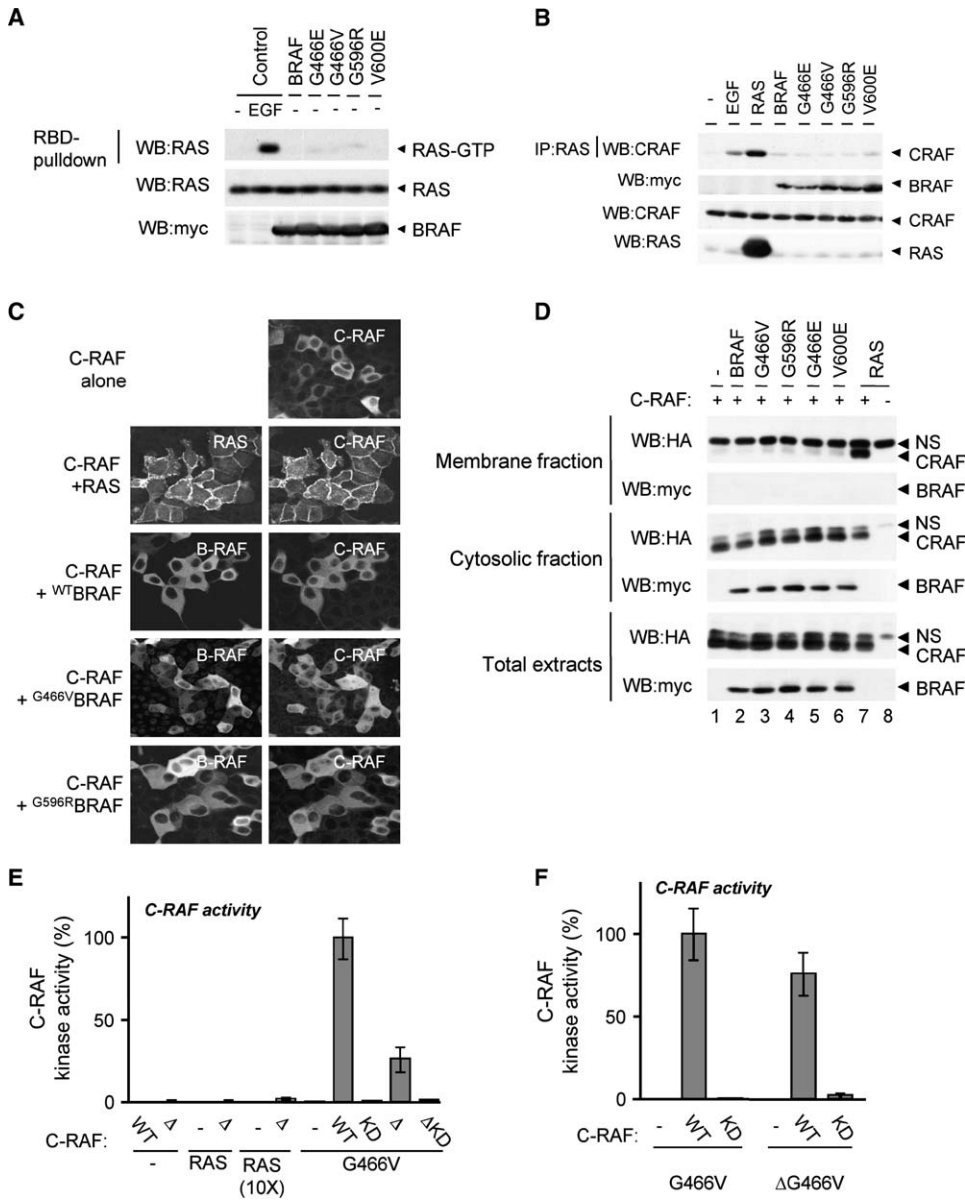 A
Control
BRAF
G466E
G466V
G596R
V600E
- EGF - - - - -
RBD-pulldown
WB:RAS
RAS-GTP
WB:RAS
RAS
WB:myc
BRAF
B
-
EGF
RAS
BRAF
G466E
G466V
G596R
V600E
IP:RAS WB:CRAF
CRAF
WB:myc
BRAF
WB:CRAF
CRAF
WB:RAS
RAS
C
C-RAF
alone
C-RAF
C-RAF
+RAS
RAS
C-RAF
C-RAF
+ WTBRAF
B-RAF
C-RAF
C-RAF
+ G466VBRAF
B-RAF
C-RAF
C-RAF
+ G596RBRAF
B-RAF
C-RAF
D
-
BRAF
G466V
G596R
G466E
V600E
RAS
C-RAF: + + + + + + + -
Membrane fraction
WB:HA
NS
CRAF
WB:myc
BRAF
Cytosolic fraction
WB:HA
NS
CRAF
WB:myc
BRAF
Total extracts
WB:HA
NS
CRAF
WB:myc
BRAF
1 2 3 4 5 6 7 8
E
C-RAF activity
C-RAF
kinase activity (%)
100
50
0
C-RAF: WT Δ - Δ - Δ - WT KD Δ ΔKD
- RAS RAS G466V
(10X)
F
C-RAF activity
C-RAF
kinase activity (%)
100
50
0
C-RAF: - WT KD - WT KD
G466V ΔG466V